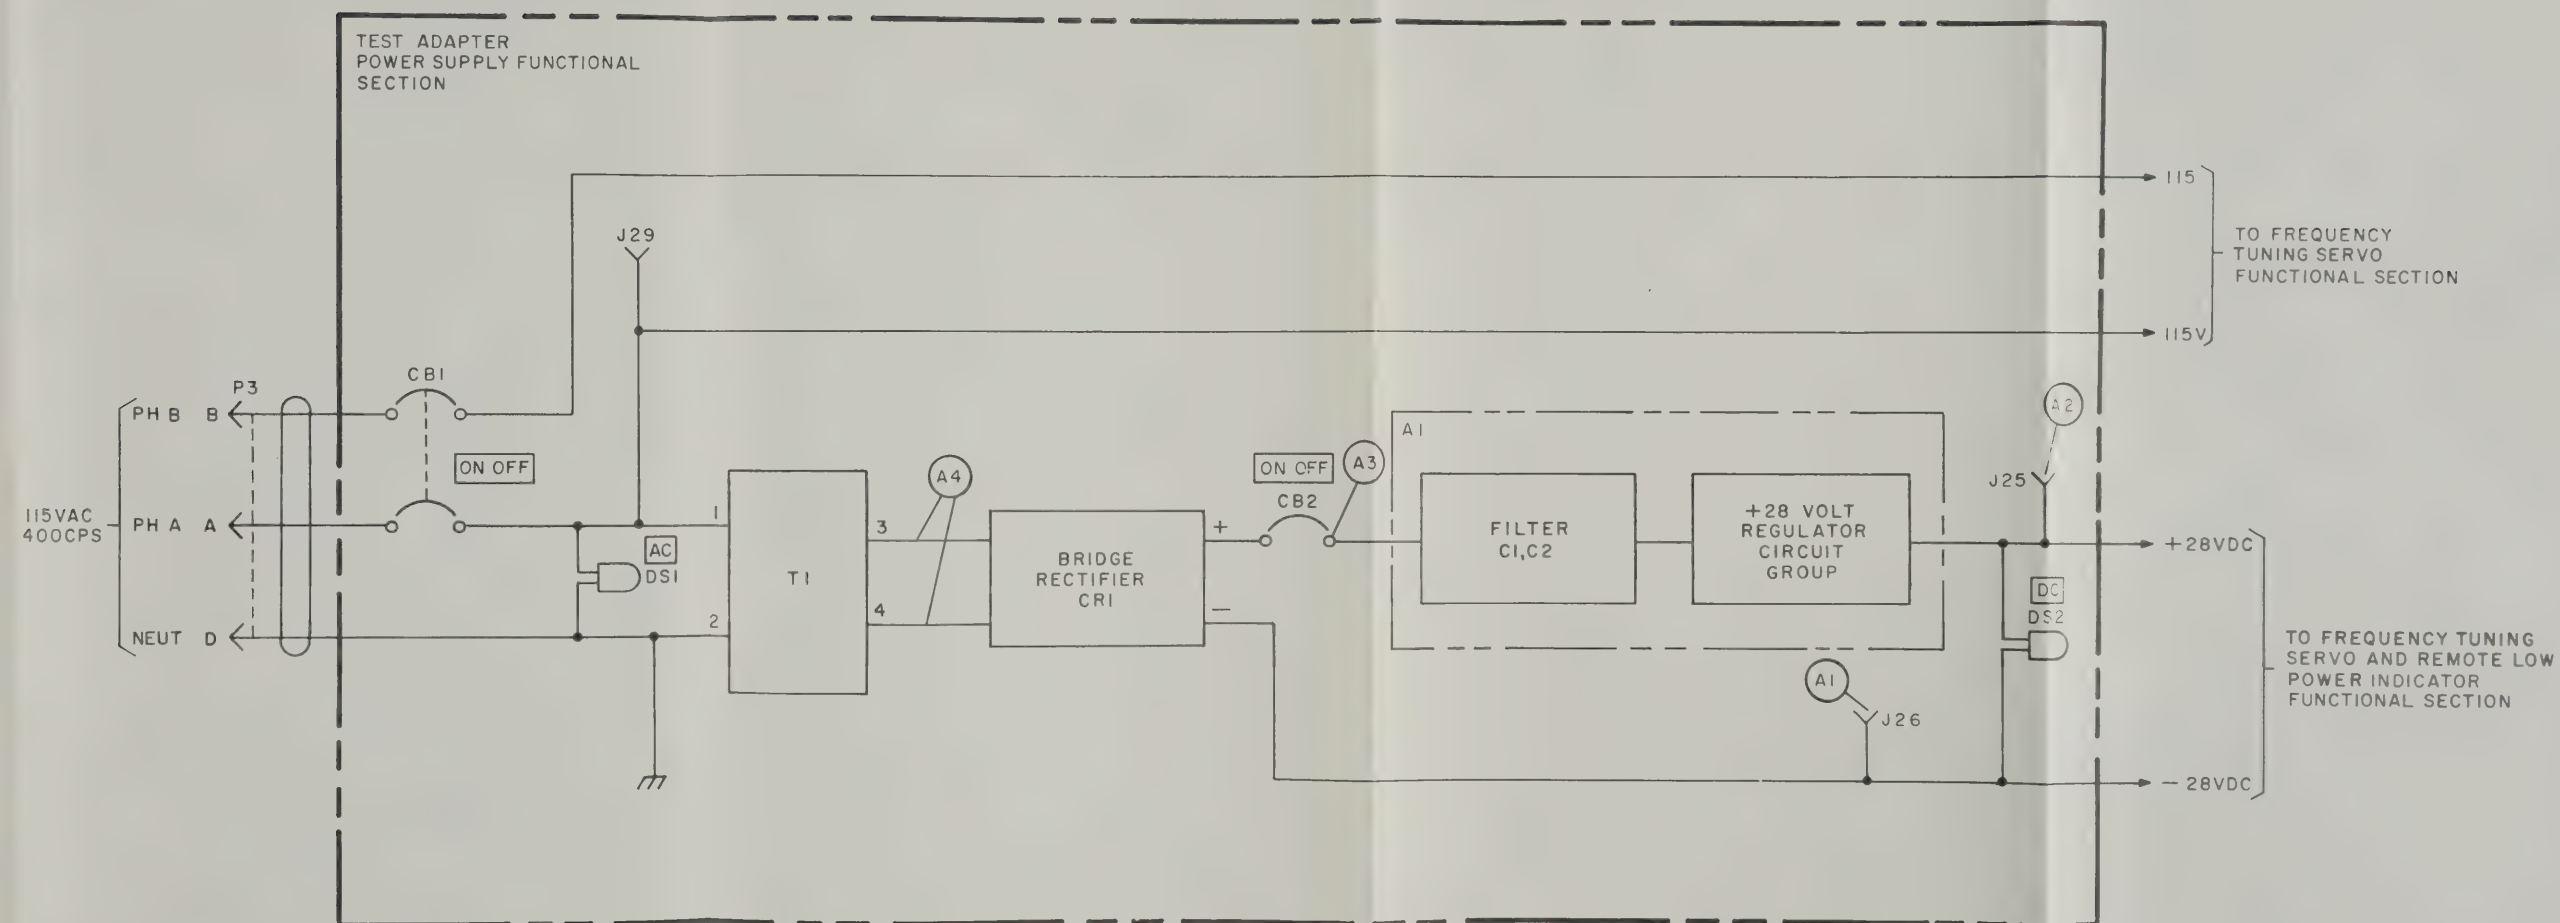 TEST ADAPTER
POWER SUPPLY FUNCTIONAL
SECTION
115
J29
TO FREQUENCY
TUNING SERVO
FUNCTIONAL SECTION
115V
CB1
P3
PH B B
ON OFF
115VAC
400CPS
PH A A
NEUT D
AC
DS1
1
2
T1
3
4
A4
BRIDGE
RECTIFIER
CR1
+
−
ON OFF
CB2
A3
A1
FILTER
C1,C2
+28 VOLT
REGULATOR
CIRCUIT
GROUP
A2
J25
+28VDC
DC
DS2
A1
J26
TO FREQUENCY TUNING
SERVO AND REMOTE LOW
POWER INDICATOR
FUNCTIONAL SECTION
− 28VDC